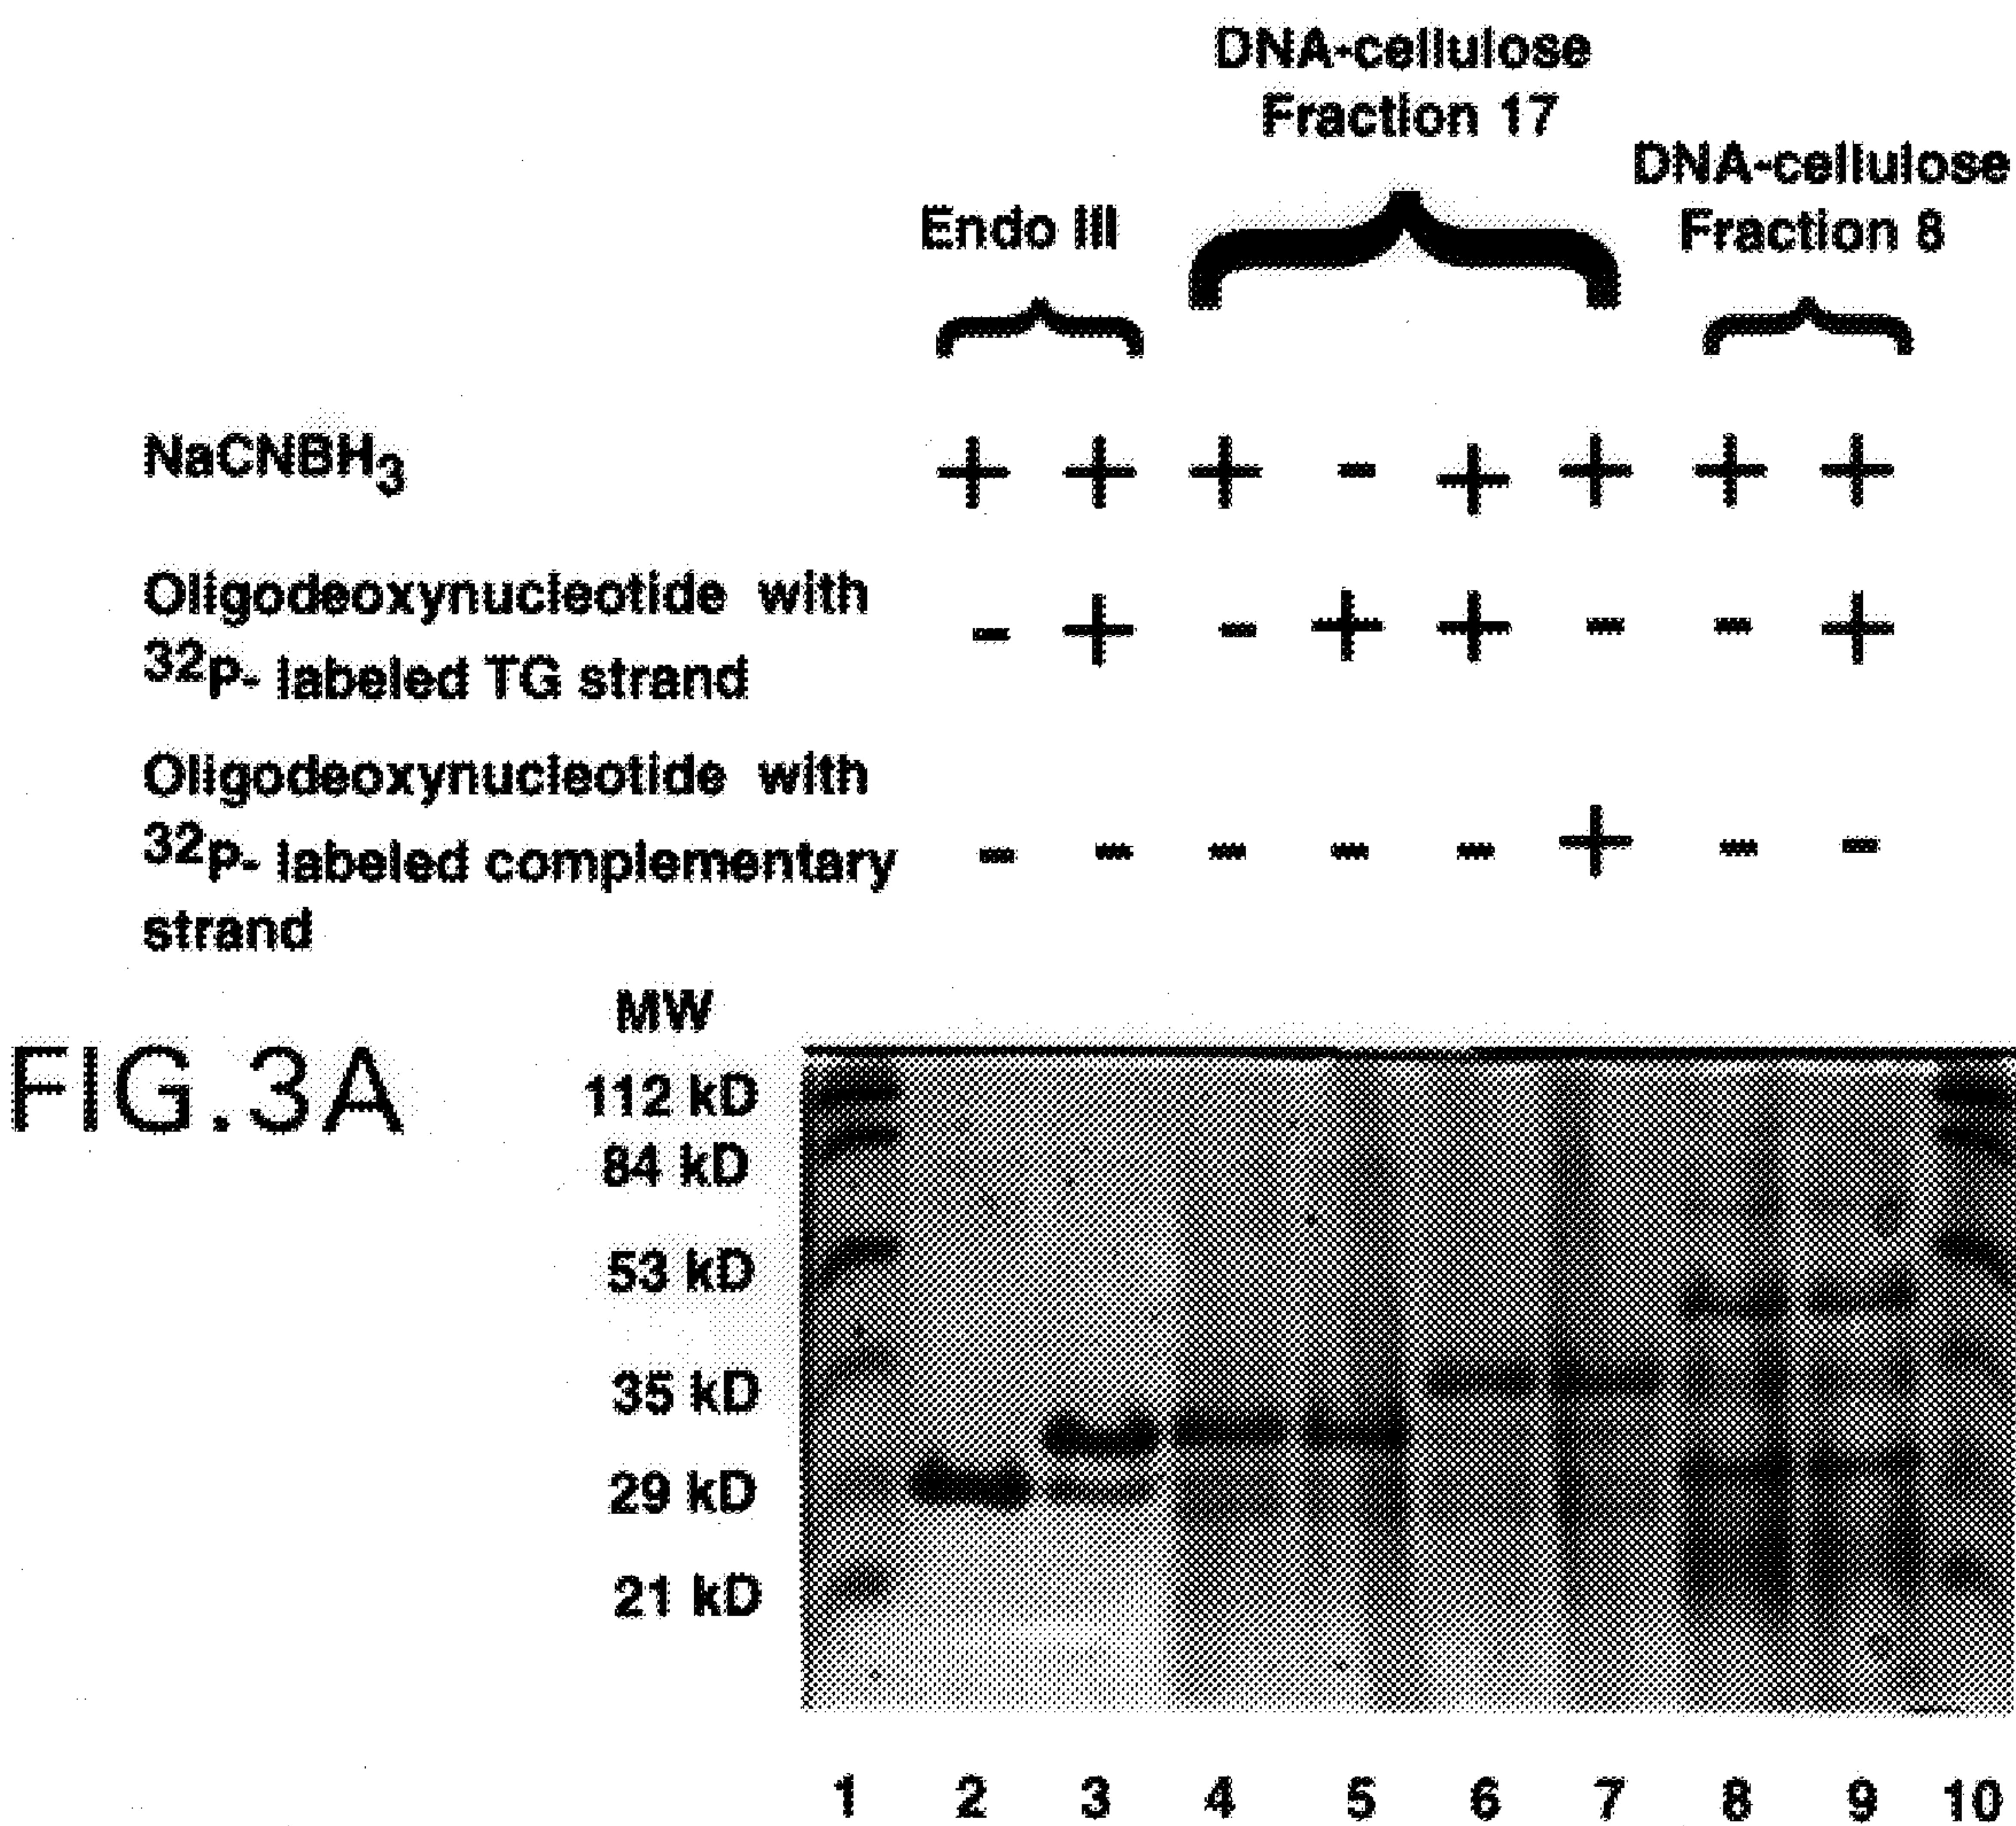 DNA-cellulose
Fraction 17
DNA-cellulose
Fraction 8
Endo III
NaCNBH3 + + + - + + + +
Oligodeoxynucleotide with
32P- labeled TG strand - + - + + - - +
Oligodeoxynucleotide with
32P- labeled complementary - - - - - + - -
strand
MW
FIG.3A
112 kD
84 kD
53 kD
35 kD
29 kD
21 kD
1 2 3 4 5 6 7 8 9 10